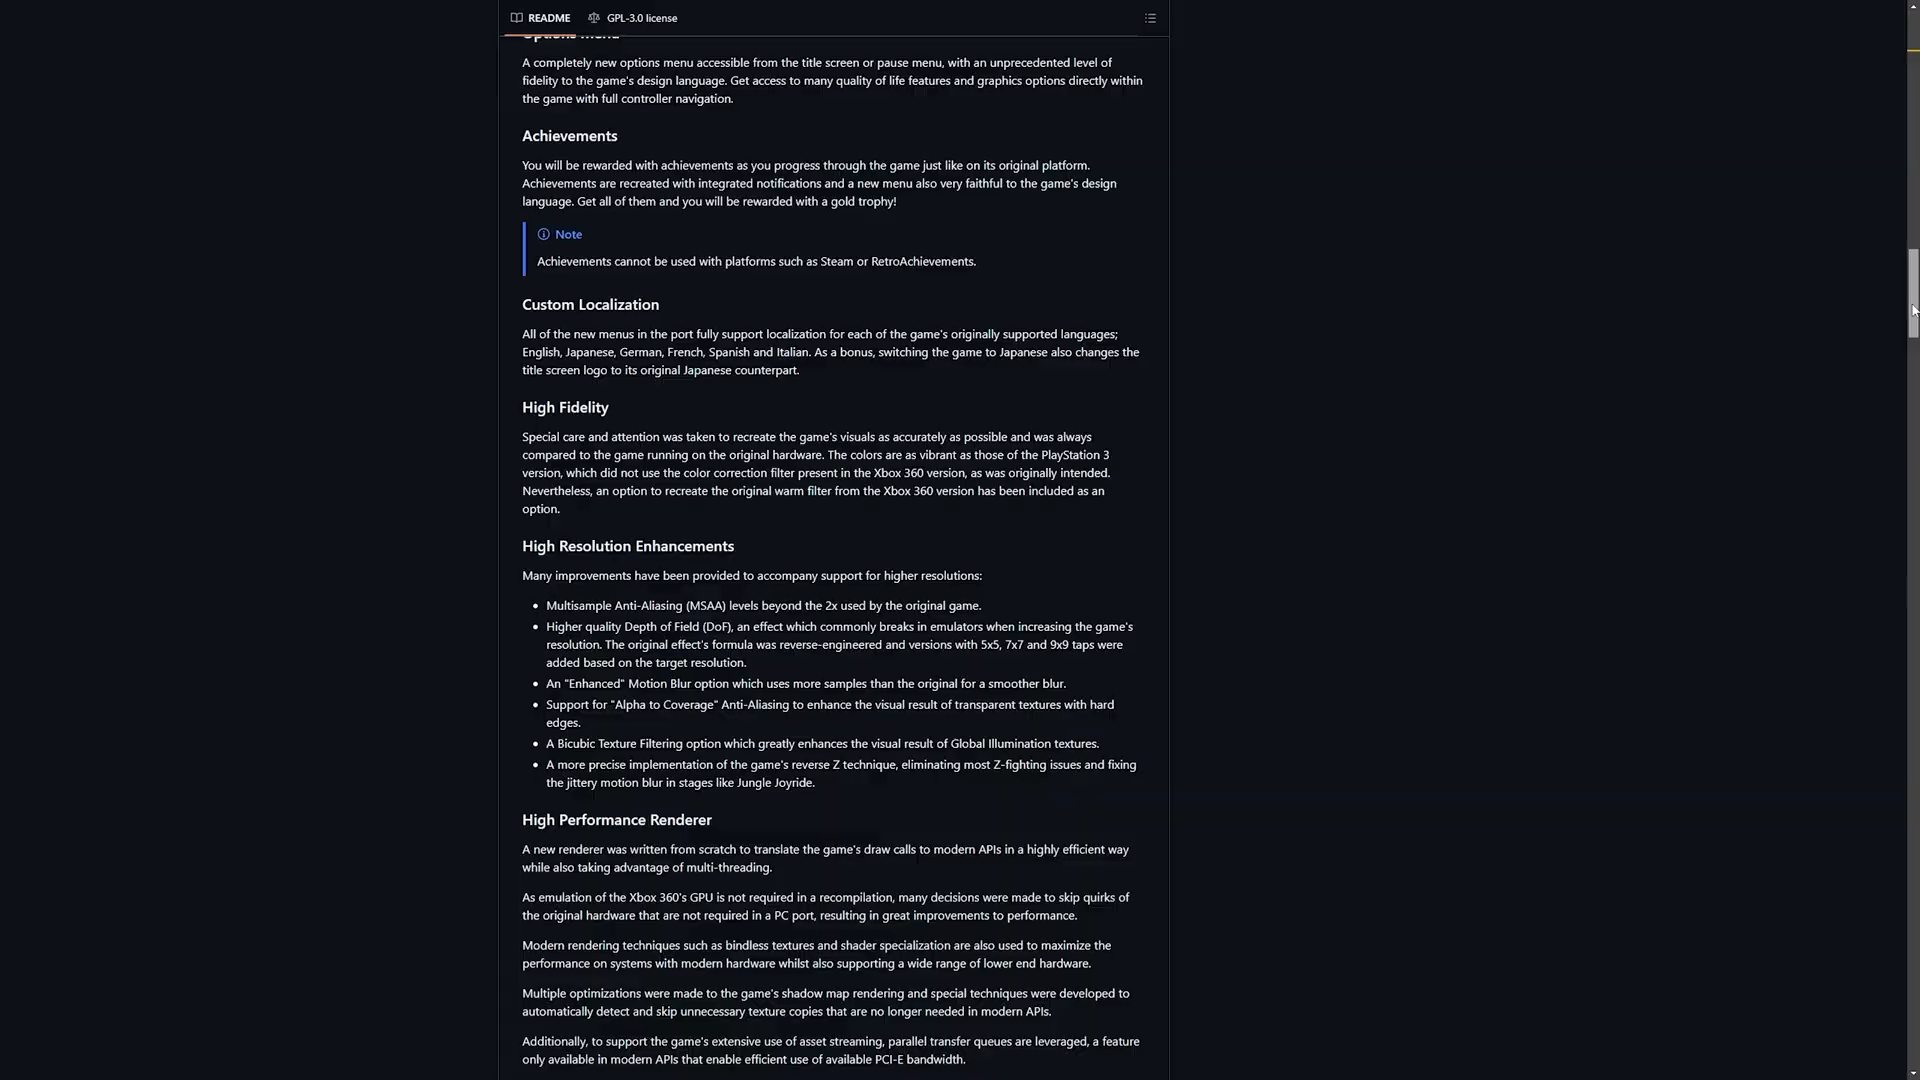 README GPL-3.0 license
Options Menu
A completely new options menu accessible from the title screen or pause menu, with an unprecedented level of
fidelity to the game's design language. Get access to many quality of life features and graphics options directly within
the game with full controller navigation.
Achievements
You will be rewarded with achievements as you progress through the game just like on its original platform.
Achievements are recreated with integrated notifications and a new menu also very faithful to the game's design
language. Get all of them and you will be rewarded with a gold trophy!
Note
Achievements cannot be used with platforms such as Steam or RetroAchievements.
Custom Localization
All of the new menus in the port fully support localization for each of the game's originally supported languages;
English, Japanese, German, French, Spanish and Italian. As a bonus, switching the game to Japanese also changes the
title screen logo to its original Japanese counterpart.
High Fidelity
Special care and attention was taken to recreate the game's visuals as accurately as possible and was always
compared to the game running on the original hardware. The colors are as vibrant as those of the PlayStation 3
version, which did not use the color correction filter present in the Xbox 360 version, as was originally intended.
Nevertheless, an option to recreate the original warm filter from the Xbox 360 version has been included as an
option.
High Resolution Enhancements
Many improvements have been provided to accompany support for higher resolutions:
• Multisample Anti-Aliasing (MSAA) levels beyond the 2x used by the original game.
• Higher quality Depth of Field (DoF), an effect which commonly breaks in emulators when increasing the game's
resolution. The original effect's formula was reverse-engineered and versions with 5x5, 7x7 and 9x9 taps were
added based on the target resolution.
• An "Enhanced" Motion Blur option which uses more samples than the original for a smoother blur.
• Support for "Alpha to Coverage" Anti-Aliasing to enhance the visual result of transparent textures with hard
edges.
• A Bicubic Texture Filtering option which greatly enhances the visual result of Global Illumination textures.
• A more precise implementation of the game's reverse Z technique, eliminating most Z-fighting issues and fixing
the jittery motion blur in stages like Jungle Joyride.
High Performance Renderer
A new renderer was written from scratch to translate the game's draw calls to modern APIs in a highly efficient way
while also taking advantage of multi-threading.
As emulation of the Xbox 360's GPU is not required in a recompilation, many decisions were made to skip quirks of
the original hardware that are not required in a PC port, resulting in great improvements to performance.
Modern rendering techniques such as bindless textures and shader specialization are also used to maximize the
performance on systems with modern hardware whilst also supporting a wide range of lower end hardware.
Multiple optimizations were made to the game's shadow map rendering and special techniques were developed to
automatically detect and skip unnecessary texture copies that are no longer needed in modern APIs.
Additionally, to support the game's extensive use of asset streaming, parallel transfer queues are leveraged, a feature
only available in modern APIs that enable efficient use of available PCI-E bandwidth.